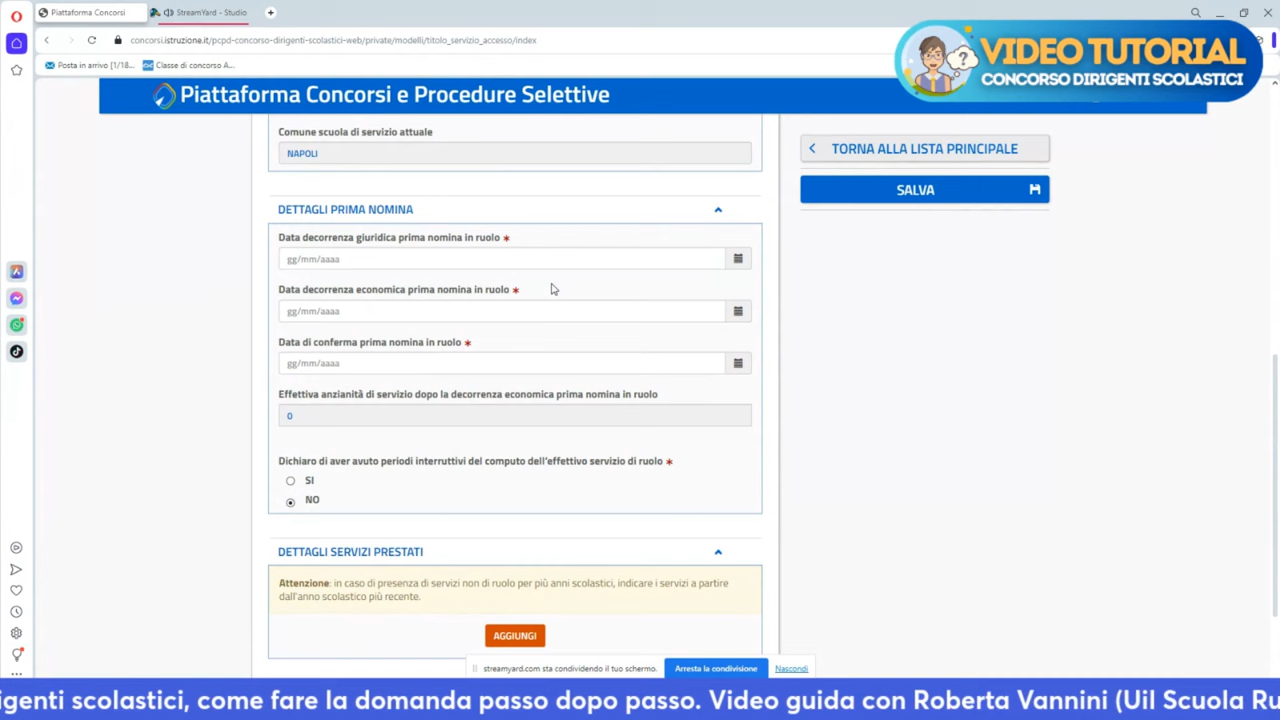 Piattaforma Concorsi
StreamYard - Studio
concorsi.istruzione.it/pcpd-concorso-dirigenti-scolastici-web/private/modelli/titolo_servizio_accesso/index
Posta in arrivo (1/18...
Classe di concorso A...
VIDEO TUTORIAL
CONCORSO DIRIGENTI SCOLASTICI
Piattaforma Concorsi e Procedure Selettive
Comune scuola di servizio attuale
NAPOLI
TORNA ALLA LISTA PRINCIPALE
SALVA
DETTAGLI PRIMA NOMINA
Data decorrenza giuridica prima nomina in ruolo *
gg/mm/aaaa
Data decorrenza economica prima nomina in ruolo *
gg/mm/aaaa
Data di conferma prima nomina in ruolo *
gg/mm/aaaa
Effettiva anzianità di servizio dopo la decorrenza economica prima nomina in ruolo
0
Dichiaro di aver avuto periodi interruttivi del computo dell'effettivo servizio di ruolo *
SI
NO
DETTAGLI SERVIZI PRESTATI
Attenzione: in caso di presenza di servizi non di ruolo per più anni scolastici, indicare i servizi a partire
dall'anno scolastico più recente.
AGGIUNGI
streamyard.com sta condividendo il tuo schermo.
Arresta la condivisione
Nascondi
igenti scolastici, come fare la domanda passo dopo passo. Video guida con Roberta Vannini (Uil Scuola Ru